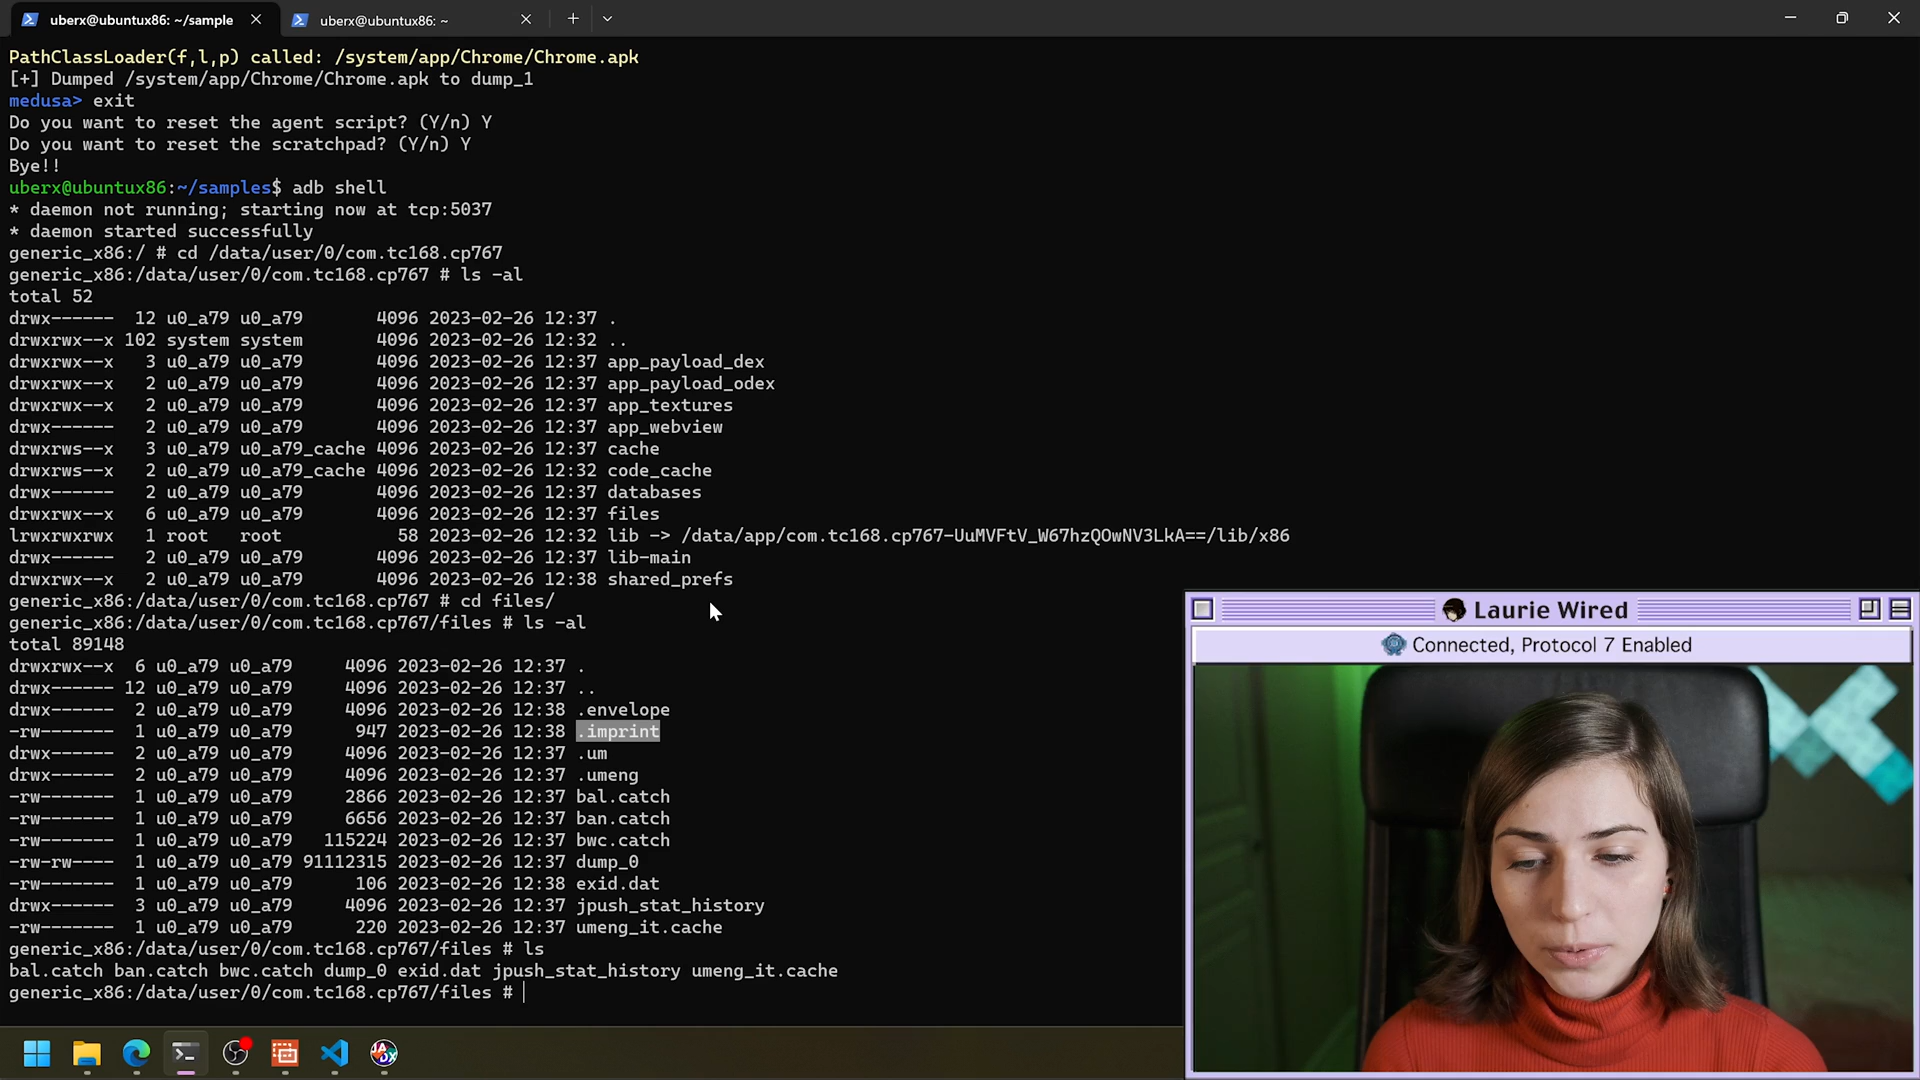 uberx@ubuntux86: ~/sample
uberx@ubuntux86: ~
PathClassLoader(f,l,p) called: /system/app/Chrome/Chrome.apk
[+] Dumped /system/app/Chrome/Chrome.apk to dump_1
medusa> exit
Do you want to reset the agent script? (Y/n) Y
Do you want to reset the scratchpad? (Y/n) Y
Bye!!
uberx@ubuntux86:~/samples$ adb shell
* daemon not running; starting now at tcp:5037
* daemon started successfully
generic_x86:/ # cd /data/user/0/com.tc168.cp767
generic_x86:/data/user/0/com.tc168.cp767 # ls -al
total 52
drwx------  12 u0_a79 u0_a79       4096 2023-02-26 12:37 .
drwxrwx--x 102 system system       4096 2023-02-26 12:32 ..
drwxrwx--x   3 u0_a79 u0_a79       4096 2023-02-26 12:37 app_payload_dex
drwxrwx--x   2 u0_a79 u0_a79       4096 2023-02-26 12:37 app_payload_odex
drwxrwx--x   2 u0_a79 u0_a79       4096 2023-02-26 12:37 app_textures
drwx------   2 u0_a79 u0_a79       4096 2023-02-26 12:37 app_webview
drwxrws--x   3 u0_a79 u0_a79_cache 4096 2023-02-26 12:37 cache
drwxrws--x   2 u0_a79 u0_a79_cache 4096 2023-02-26 12:32 code_cache
drwx------   2 u0_a79 u0_a79       4096 2023-02-26 12:37 databases
drwxrwx--x   6 u0_a79 u0_a79       4096 2023-02-26 12:37 files
lrwxrwxrwx   1 root   root           58 2023-02-26 12:32 lib -> /data/app/com.tc168.cp767-UuMVFtV_W67hzQOwNV3LkA==/lib/x86
drwx------   2 u0_a79 u0_a79       4096 2023-02-26 12:37 lib-main
drwxrwx--x   2 u0_a79 u0_a79       4096 2023-02-26 12:38 shared_prefs
generic_x86:/data/user/0/com.tc168.cp767 # cd files/
generic_x86:/data/user/0/com.tc168.cp767/files # ls -al
total 89148
drwxrwx--x  6 u0_a79 u0_a79     4096 2023-02-26 12:37 .
drwx------ 12 u0_a79 u0_a79     4096 2023-02-26 12:37 ..
drwx------  2 u0_a79 u0_a79     4096 2023-02-26 12:38 .envelope
-rw-------  1 u0_a79 u0_a79      947 2023-02-26 12:38 .imprint
drwx------  2 u0_a79 u0_a79     4096 2023-02-26 12:37 .um
drwx------  2 u0_a79 u0_a79     4096 2023-02-26 12:38 .umeng
-rw-------  1 u0_a79 u0_a79     2866 2023-02-26 12:37 bal.catch
-rw-------  1 u0_a79 u0_a79     6656 2023-02-26 12:37 ban.catch
-rw-------  1 u0_a79 u0_a79   115224 2023-02-26 12:37 bwc.catch
-rw-rw----  1 u0_a79 u0_a79 91112315 2023-02-26 12:37 dump_0
-rw-------  1 u0_a79 u0_a79      106 2023-02-26 12:38 exid.dat
drwx------  3 u0_a79 u0_a79     4096 2023-02-26 12:37 jpush_stat_history
-rw-------  1 u0_a79 u0_a79      220 2023-02-26 12:37 umeng_it.cache
generic_x86:/data/user/0/com.tc168.cp767/files # ls
bal.catch ban.catch bwc.catch dump_0 exid.dat jpush_stat_history umeng_it.cache
generic_x86:/data/user/0/com.tc168.cp767/files #
Laurie Wired
Connected, Protocol 7 Enabled